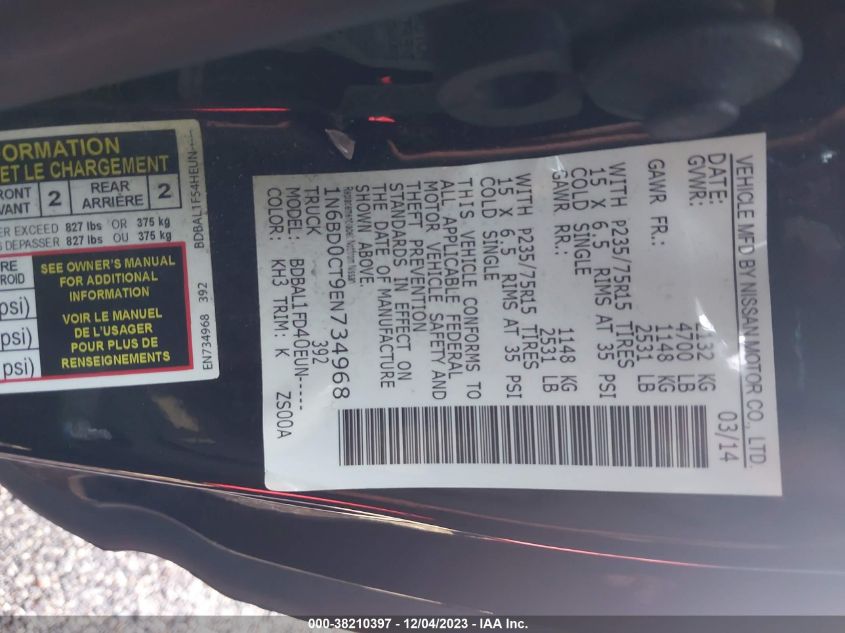 ORMATION
ET LE CHARGEMENT
RONT 2 REAR 2
VANT ARRIÈRE
ER EXCEED 827 lbs OR 375 kg
S DEPASSER 827 lbs OU 375 kg
RE
ROID
psi)
psi)
psi)
SEE OWNER'S MANUAL
FOR ADDITIONAL
INFORMATION
VOIR LE MANUEL
DE L'USAGER
POUR PLUS DE
RENSEIGNEMENTS
BDBAL1F54HEUN-----
EN734968 392
VEHICLE MFD BY NISSAN MOTOR CO., LTD.
DATE: 03/14
GVWR: 2132 KG
4700 LB
GAWR FR.: 1148 KG
2531 LB
WITH P235/75R15 TIRES
15 X 6.5 RIMS AT 35 PSI
COLD SINGLE
GAWR RR.: 1148 KG
2531 LB
WITH P235/75R15 TIRES
15 X 6.5 RIMS AT 35 PSI
COLD SINGLE
THIS VEHICLE CONFORMS TO
ALL APPLICABLE FEDERAL
MOTOR VEHICLE SAFETY AND
THEFT PREVENTION
STANDARDS IN EFFECT ON
THE DATE OF MANUFACTURE
SHOWN ABOVE
1N6BD0CT9EN734968
TRUCK 392
MODEL: BDBAL1FD40EUN-----
COLOR: KH3 TRIM: K ZS00A
000-38210397 - 12/04/2023 - IAA Inc.